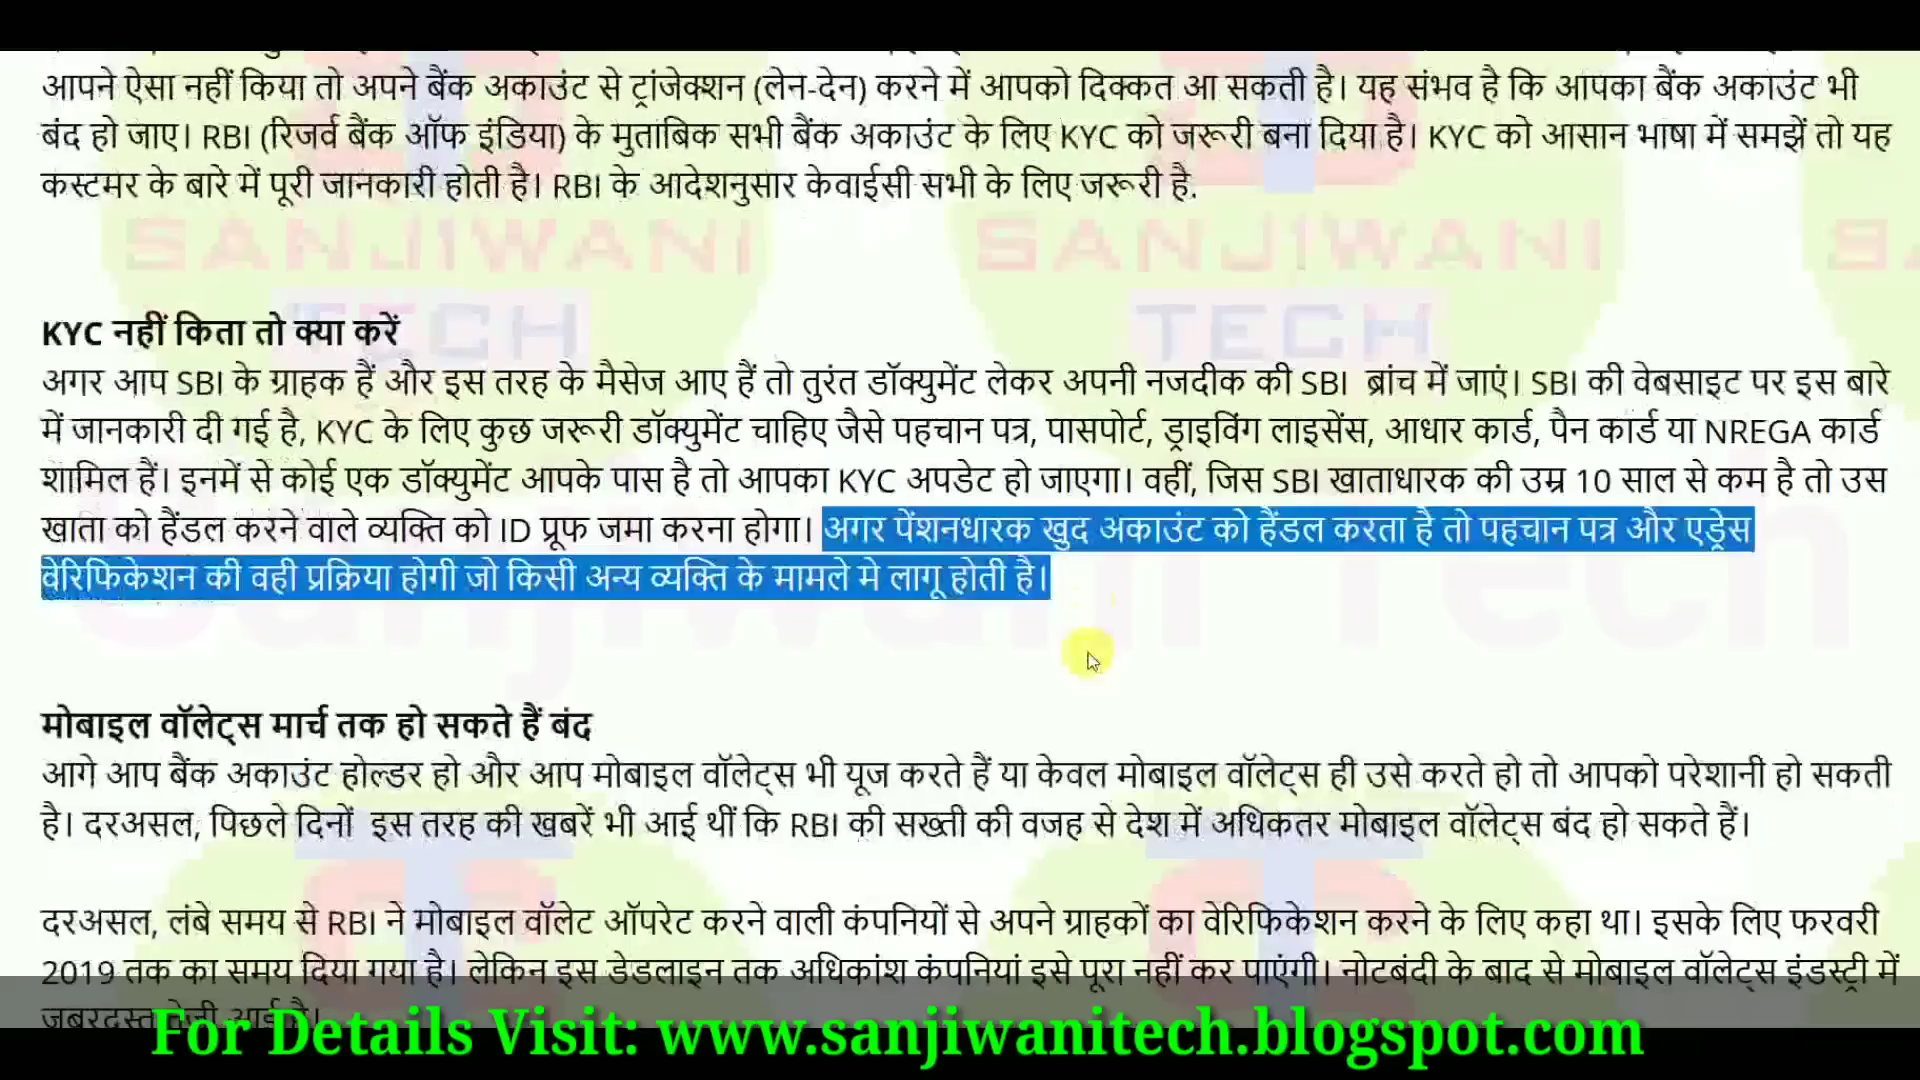 आपने ऐसा नहीं किया तो अपने बैंक अकाउंट से ट्रांजेक्शन (लेन-देन) करने में आपको दिक्कत आ सकती है। यह संभव है कि आपका बैंक अकाउंट भी
बंद हो जाए। RBI (रिजर्व बैंक ऑफ इंडिया) के मुताबिक सभी बैंक अकाउंट के लिए KYC को जरूरी बना दिया है। KYC को आसान भाषा में समझें तो यह
कस्टमर के बारे में पूरी जानकारी होती है। RBI के आदेशनुसार केवाईसी सभी के लिए जरूरी है.
SANJIWANI SANJIWANI
TECH TECH
KYC नहीं किता तो क्या करें
अगर आप SBI के ग्राहक हैं और इस तरह के मैसेज आए हैं तो तुरंत डॉक्युमेंट लेकर अपनी नजदीक की SBI ब्रांच में जाएं। SBI की वेबसाइट पर इस बारे
में जानकारी दी गई है, KYC के लिए कुछ जरूरी डॉक्युमेंट चाहिए जैसे पहचान पत्र, पासपोर्ट, ड्राइविंग लाइसेंस, आधार कार्ड, पैन कार्ड या NREGA कार्ड
शामिल हैं। इनमें से कोई एक डॉक्युमेंट आपके पास है तो आपका KYC अपडेट हो जाएगा। वहीं, जिस SBI खाताधारक की उम्र 10 साल से कम है तो उस
खाता को हैंडल करने वाले व्यक्ति को ID प्रूफ जमा करना होगा। अगर पेंशनधारक खुद अकाउंट को हैंडल करता है तो पहचान पत्र और एड्रेस
वेरिफिकेशन की वही प्रक्रिया होगी जो किसी अन्य व्यक्ति के मामले मे लागू होती है।
Sanjiwani Tech
मोबाइल वॉलेट्स मार्च तक हो सकते हैं बंद
आगे आप बैंक अकाउंट होल्डर हो और आप मोबाइल वॉलेट्स भी यूज करते हैं या केवल मोबाइल वॉलेट्स ही उसे करते हो तो आपको परेशानी हो सकती
है। दरअसल, पिछले दिनों इस तरह की खबरें भी आई थीं कि RBI की सख्ती की वजह से देश में अधिकतर मोबाइल वॉलेट्स बंद हो सकते हैं।
दरअसल, लंबे समय से RBI ने मोबाइल वॉलेट ऑपरेट करने वाली कंपनियों से अपने ग्राहकों का वेरिफिकेशन करने के लिए कहा था। इसके लिए फरवरी
2019 तक का समय दिया गया है। लेकिन इस डेडलाइन तक अधिकांश कंपनियां इसे पूरा नहीं कर पाएंगी। नोटबंदी के बाद से मोबाइल वॉलेट्स इंडस्ट्री में
जबरदस्त तेजी आई है।
For Details Visit: www.sanjiwanitech.blogspot.com